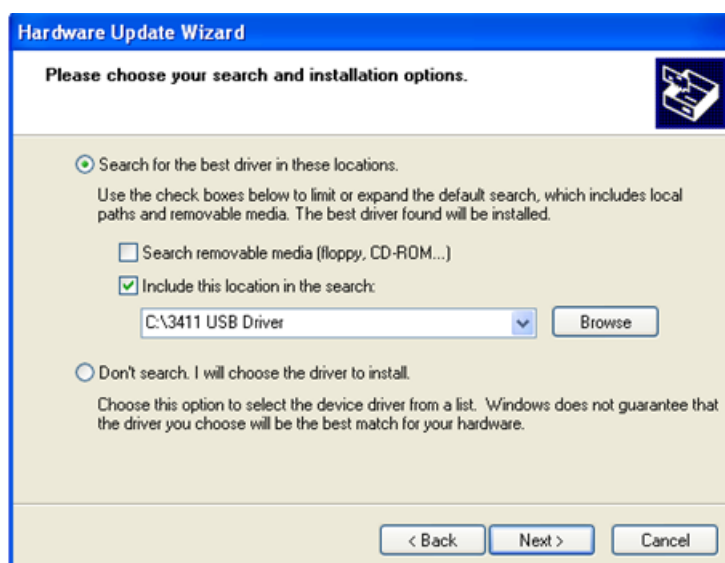 Hardware Update Wizard
Please choose your search and installation options.
Search for the best driver in these locations.
Use the check boxes below to limit or expand the default search, which includes local
paths and removable media. The best driver found will be installed.
Search removable media (floppy, CD-ROM...)
Include this location in the search:
C:\3411 USB Driver
Browse
Don't search. I will choose the driver to install.
Choose this option to select the device driver from a list.  Windows does not guarantee that
the driver you choose will be the best match for your hardware.
< Back
Next >
Cancel